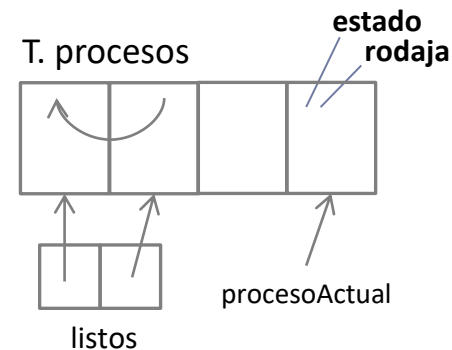 estado
rodaja
T. procesos
procesoActual
listos